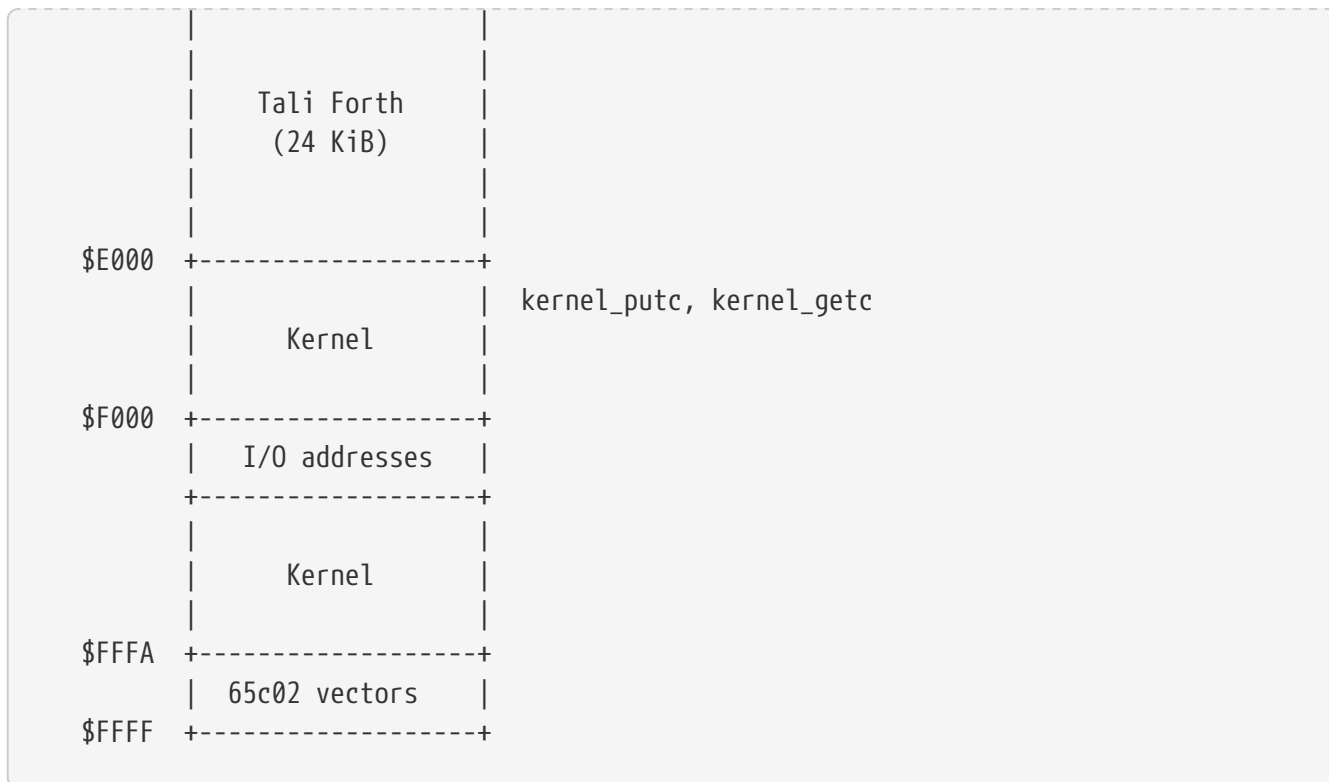 |                   |
|                   |
|    Tali Forth     |
|     (24 KiB)      |
|                   |
|                   |
$E000  +-------------------+
|                   |  kernel_putc, kernel_getc
|      Kernel       |
|                   |
$F000  +-------------------+
|   I/O addresses   |
+-------------------+
|                   |
|      Kernel       |
|                   |
$FFFA  +-------------------+
|  65c02 vectors    |
$FFFF  +-------------------+